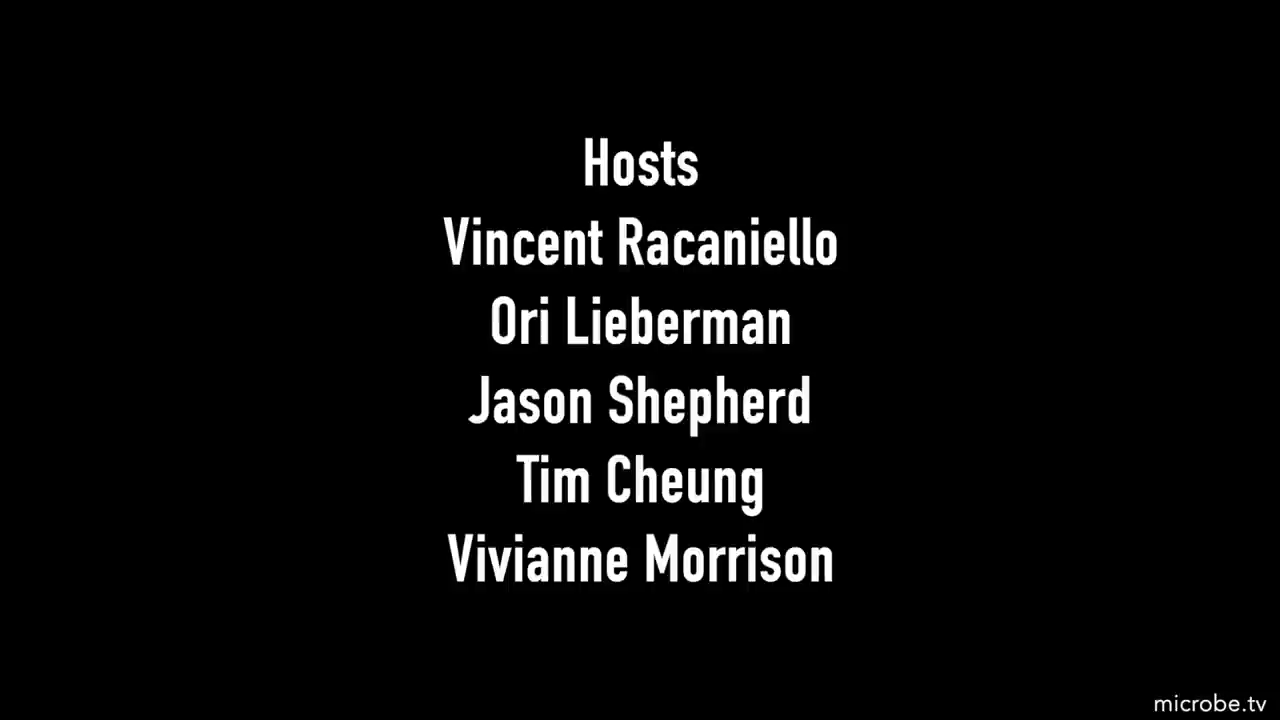 Hosts
Vincent Racaniello
Ori Lieberman
Jason Shepherd
Tim Cheung
Vivianne Morrison
microbe.tv